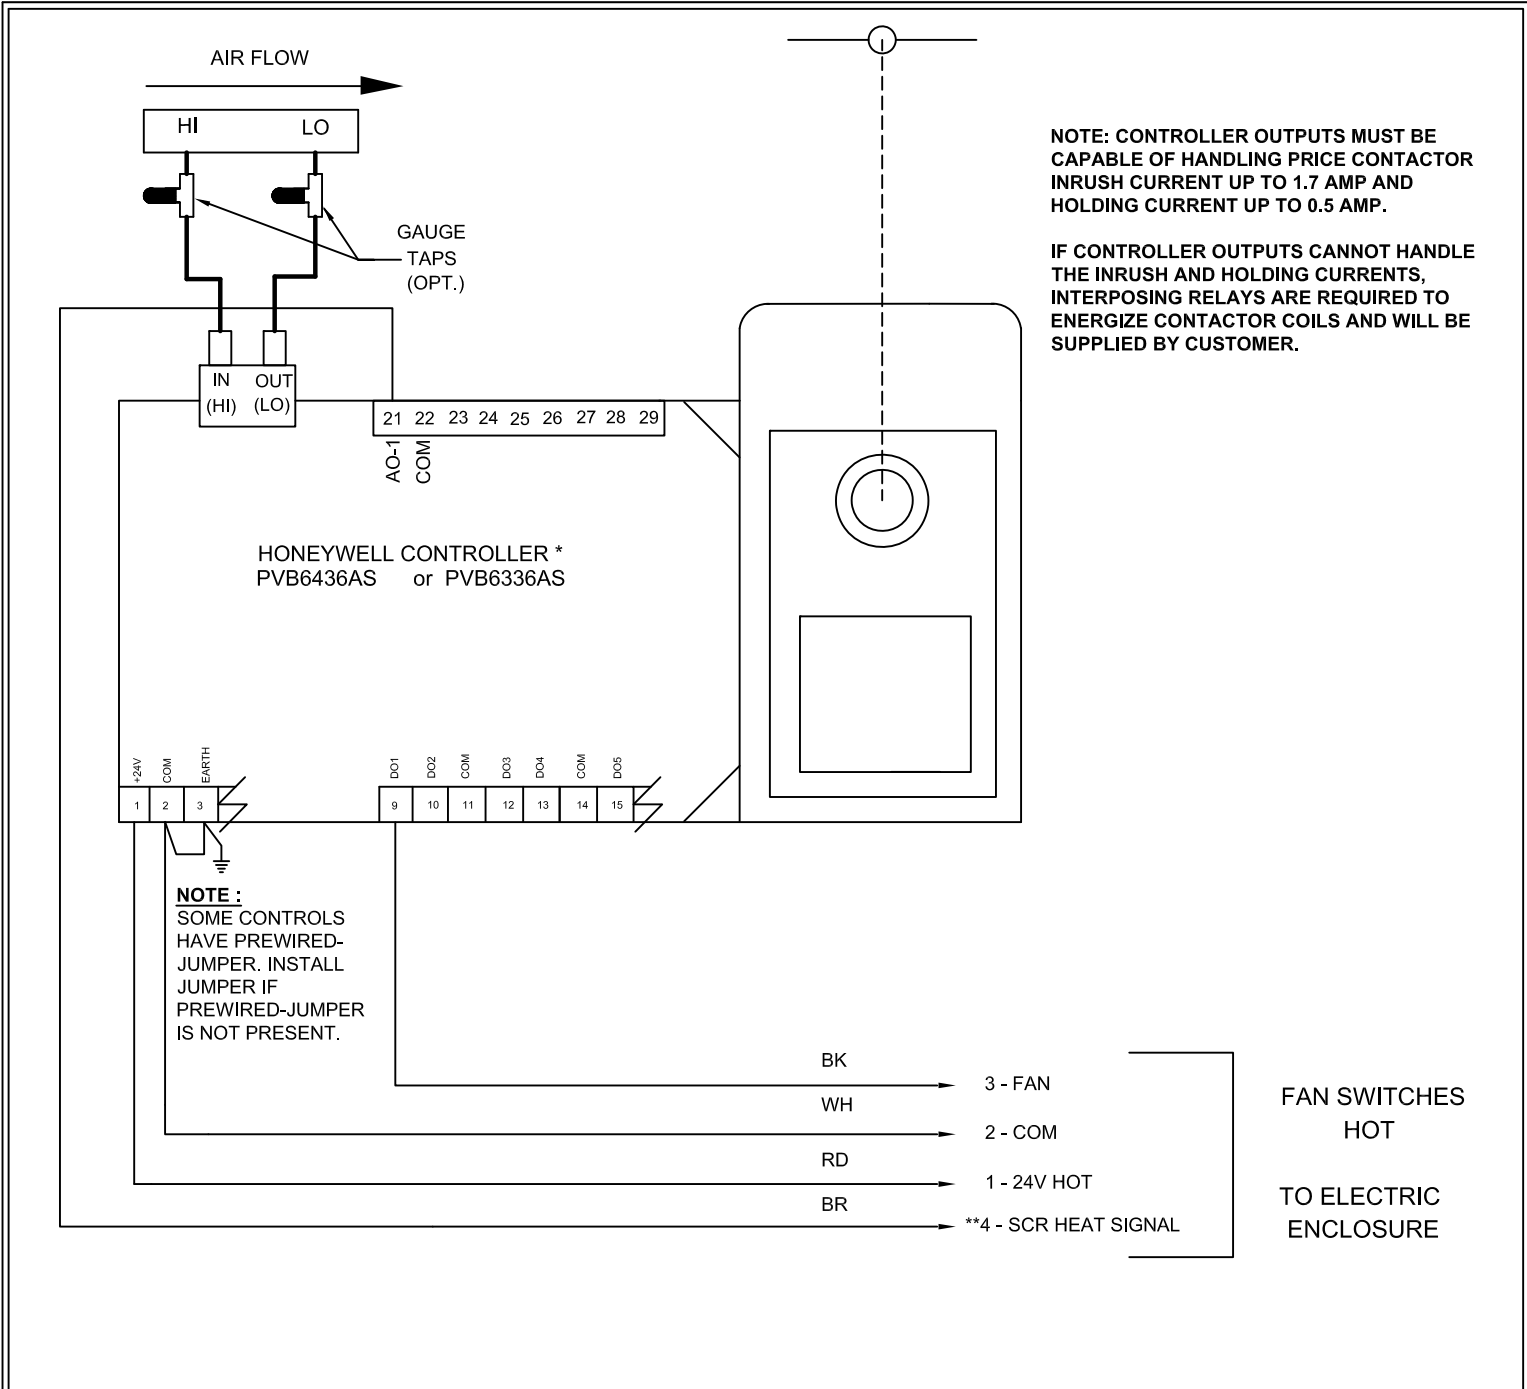 AIR FLOW
HI LO
GAUGE
TAPS
(OPT.)
NOTE: CONTROLLER OUTPUTS MUST BE
CAPABLE OF HANDLING PRICE CONTACTOR
INRUSH CURRENT UP TO 1.7 AMP AND
HOLDING CURRENT UP TO 0.5 AMP.
IF CONTROLLER OUTPUTS CANNOT HANDLE
THE INRUSH AND HOLDING CURRENTS,
INTERPOSING RELAYS ARE REQUIRED TO
ENERGIZE CONTACTOR COILS AND WILL BE
SUPPLIED BY CUSTOMER.
IN OUT
(HI) (LO)
21 22 23 24 25 26 27 28 29
AO-1
COM
HONEYWELL CONTROLLER *
PVB6436AS or PVB6336AS
+24V COM EARTH DO1 DO2 COM DO3 DO4 COM DO5
1 2 3 9 10 11 12 13 14 15
NOTE :
SOME CONTROLS
HAVE PREWIRED-
JUMPER. INSTALL
JUMPER IF
PREWIRED-JUMPER
IS NOT PRESENT.
BK
3 - FAN
WH
2 - COM
RD
1 - 24V HOT
BR
**4 - SCR HEAT SIGNAL
FAN SWITCHES
HOT
TO ELECTRIC
ENCLOSURE